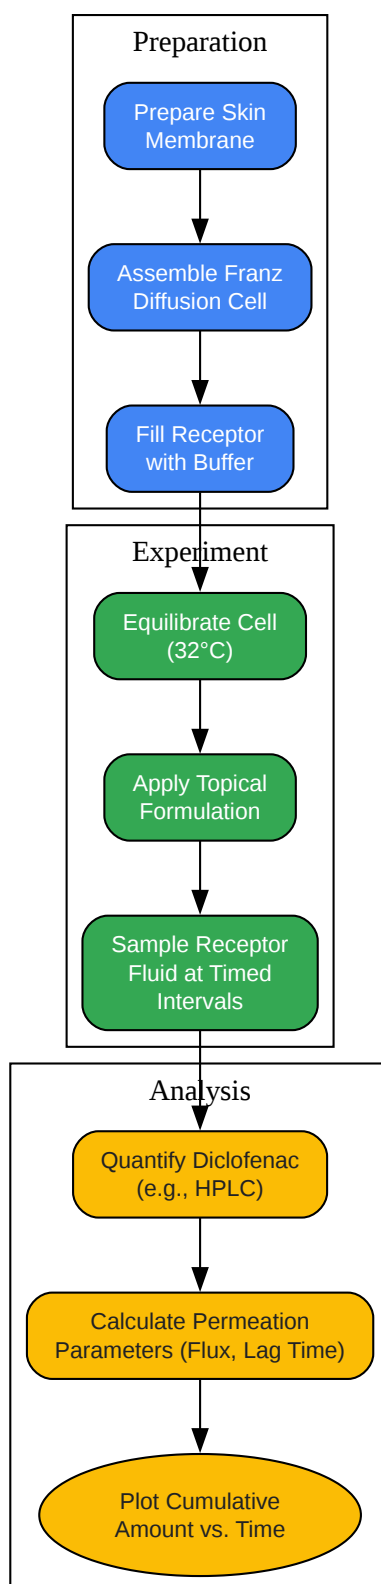 Preparation
Prepare Skin
Membrane
Assemble Franz
Diffusion Cell
Fill Receptor
with Buffer
Experiment
Equilibrate Cell
(32°C)
Apply Topical
Formulation
Sample Receptor
Fluid at Timed
Intervals
Analysis
Quantify Diclofenac
(e.g., HPLC)
Calculate Permeation
Parameters (Flux, Lag Time)
Plot Cumulative
Amount vs. Time